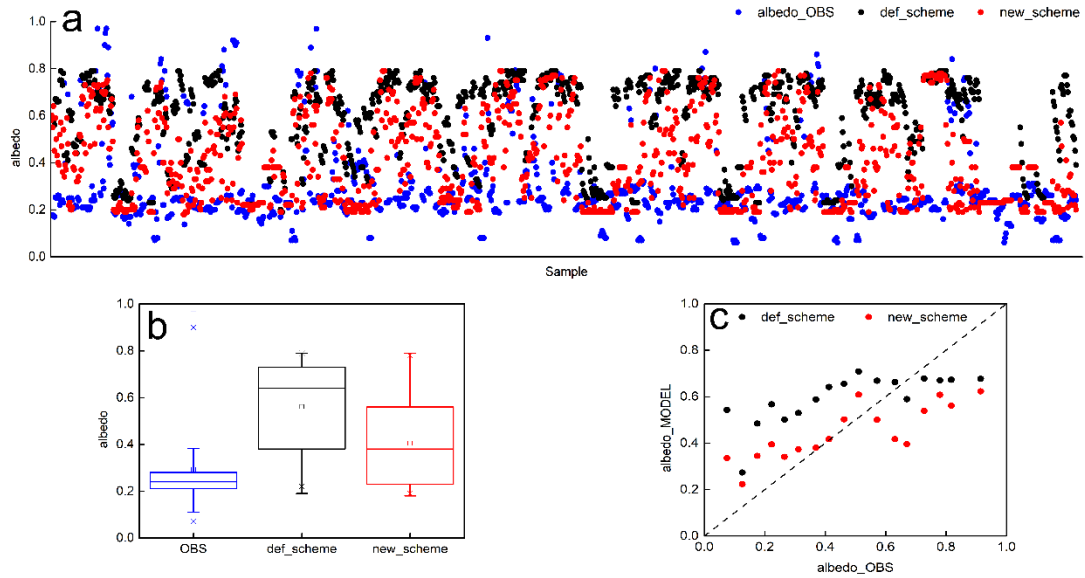 a
albedo_OBS def_scheme new_scheme
1.0
0.8
0.6
0.4
0.2
0.0
albedo
Sample
b
1.0
0.8
0.6
0.4
0.2
0.0
albedo
OBS def_scheme new_scheme
c
def_scheme new_scheme
1.0
0.8
0.6
0.4
0.2
0.0
albedo_MODEL
0.0 0.2 0.4 0.6 0.8 1.0
albedo_OBS